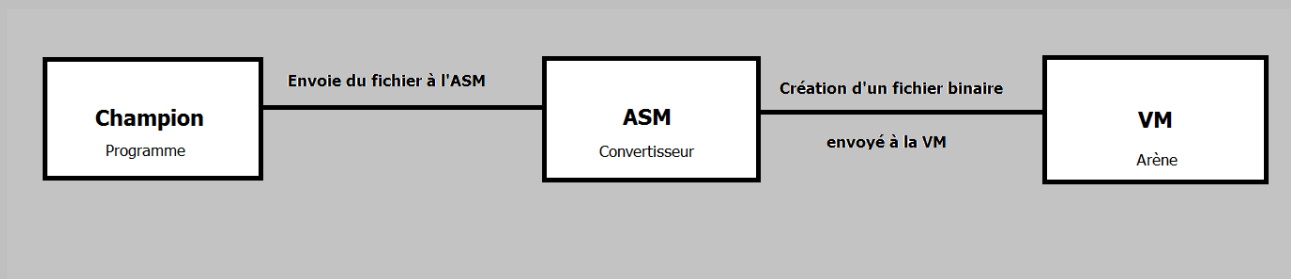 Champion
Programme
Envoie du fichier à l'ASM
ASM
Convertisseur
Création d'un fichier binaire
envoyé à la VM
VM
Arène